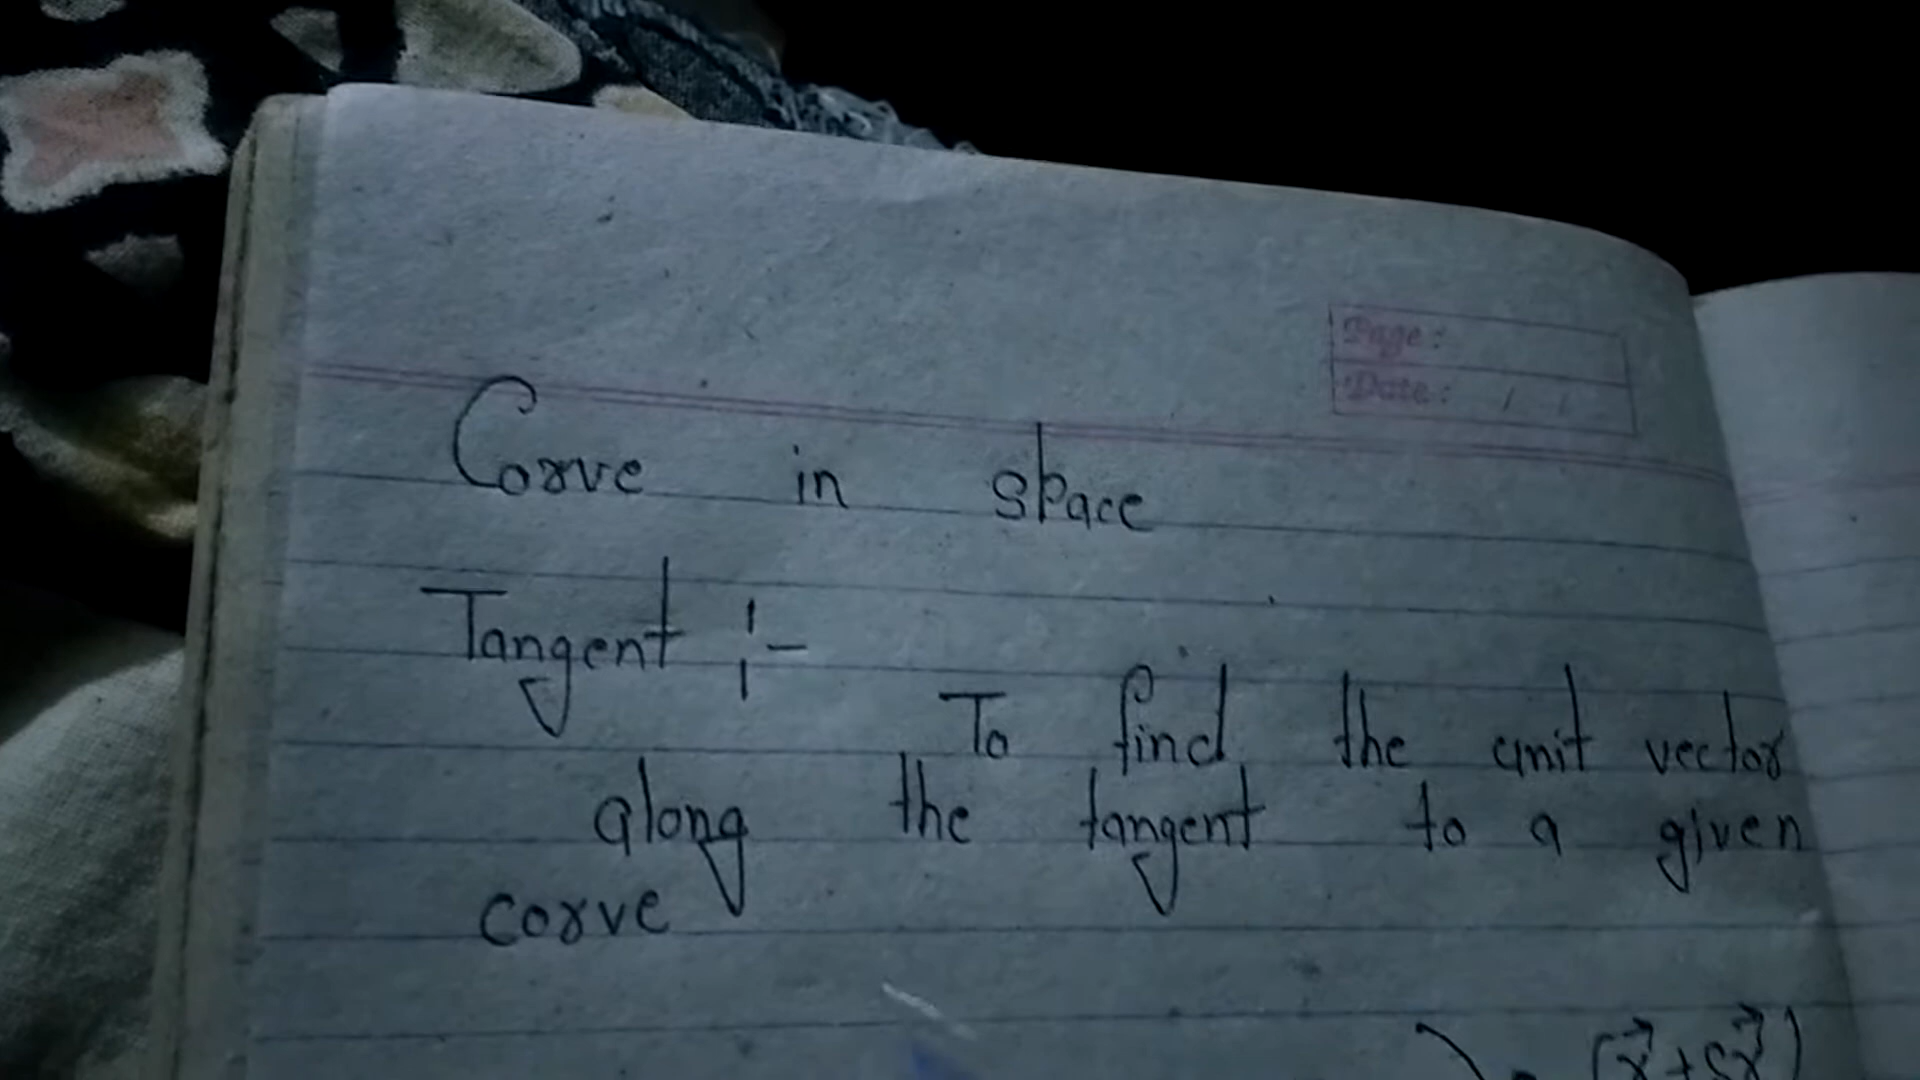 Page :
Date : / /
Corve in space
Tangent :-
To find the unit vector
along the tangent to a given
corve